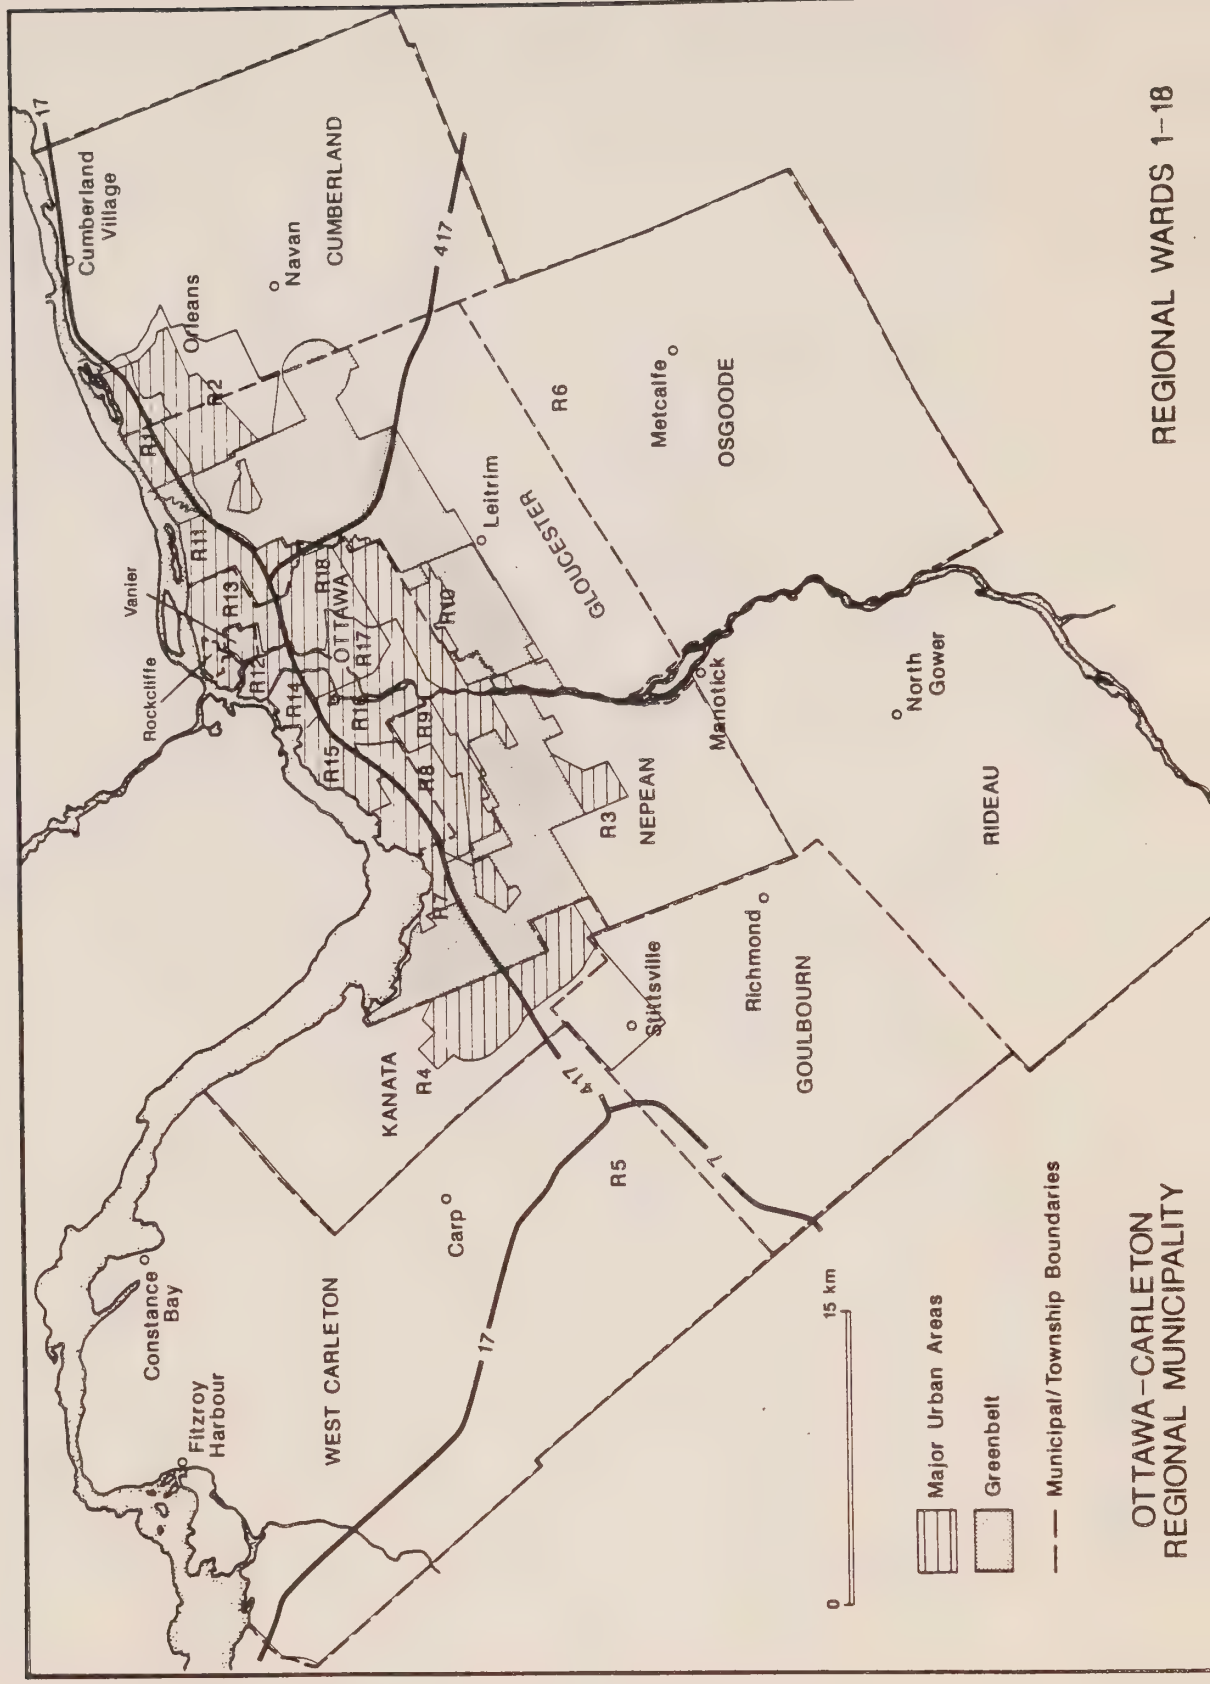 17
Cumberland
Village
Orleans
Navan
CUMBERLAND
417
R1
R2
R11
Vanier
Rockcliffe
R13
R12
R14
R18
OTTAWA
R17
R16
R15
R10
R9
R8
R7
Leitrim
GLOUCESTER
R6
Metcalfe
OSGOODE
Manotick
R3
NEPEAN
North
Gower
RIDEAU
KANATA
R4
Stittsville
Richmond
GOULBOURN
417
7
R5
Carp
17
Constance
Bay
Fitzroy
Harbour
WEST CARLETON
0
15 km
Major Urban Areas
Greenbelt
Municipal/Township Boundaries
OTTAWA-CARLETON
REGIONAL MUNICIPALITY
REGIONAL WARDS 1-18